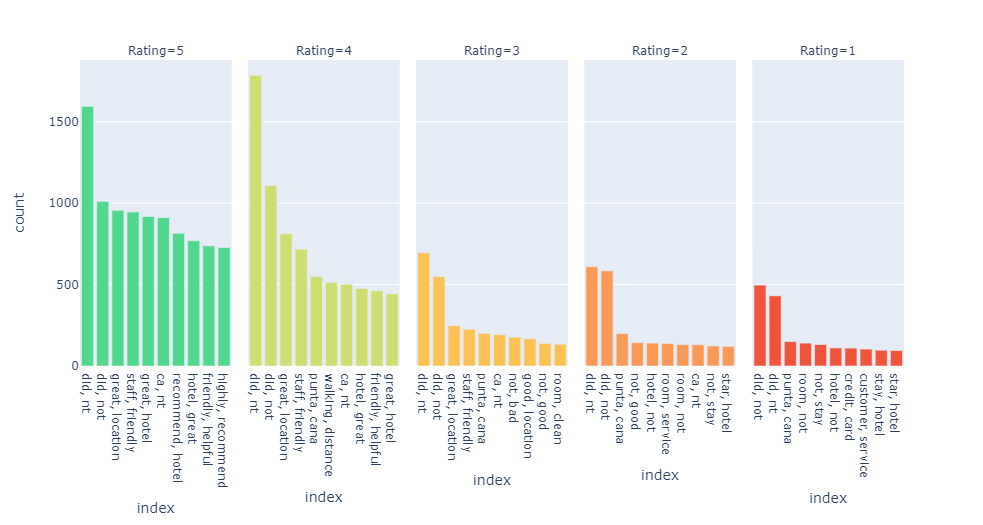 Rating=5
Rating=4
Rating=3
Rating=2
Rating=1
count
1500
1000
500
0
did, nt
did, not
great, location
staff, friendly
great, hotel
ca, nt
recommend, hotel
hotel, great
friendly, helpful
highly, recommend
index
did, nt
did, not
great, location
staff, friendly
punta, cana
walking, distance
ca, nt
hotel, great
friendly, helpful
great, hotel
index
did, nt
did, not
great, location
staff, friendly
punta, cana
ca, nt
not, bad
good, location
not, good
room, clean
index
did, nt
did, not
punta, cana
not, good
hotel, not
room, service
room, not
ca, nt
not, stay
star, hotel
index
did, not
did, nt
punta, cana
room, not
not, stay
hotel, not
credit, card
customer, service
stay, hotel
star, hotel
index